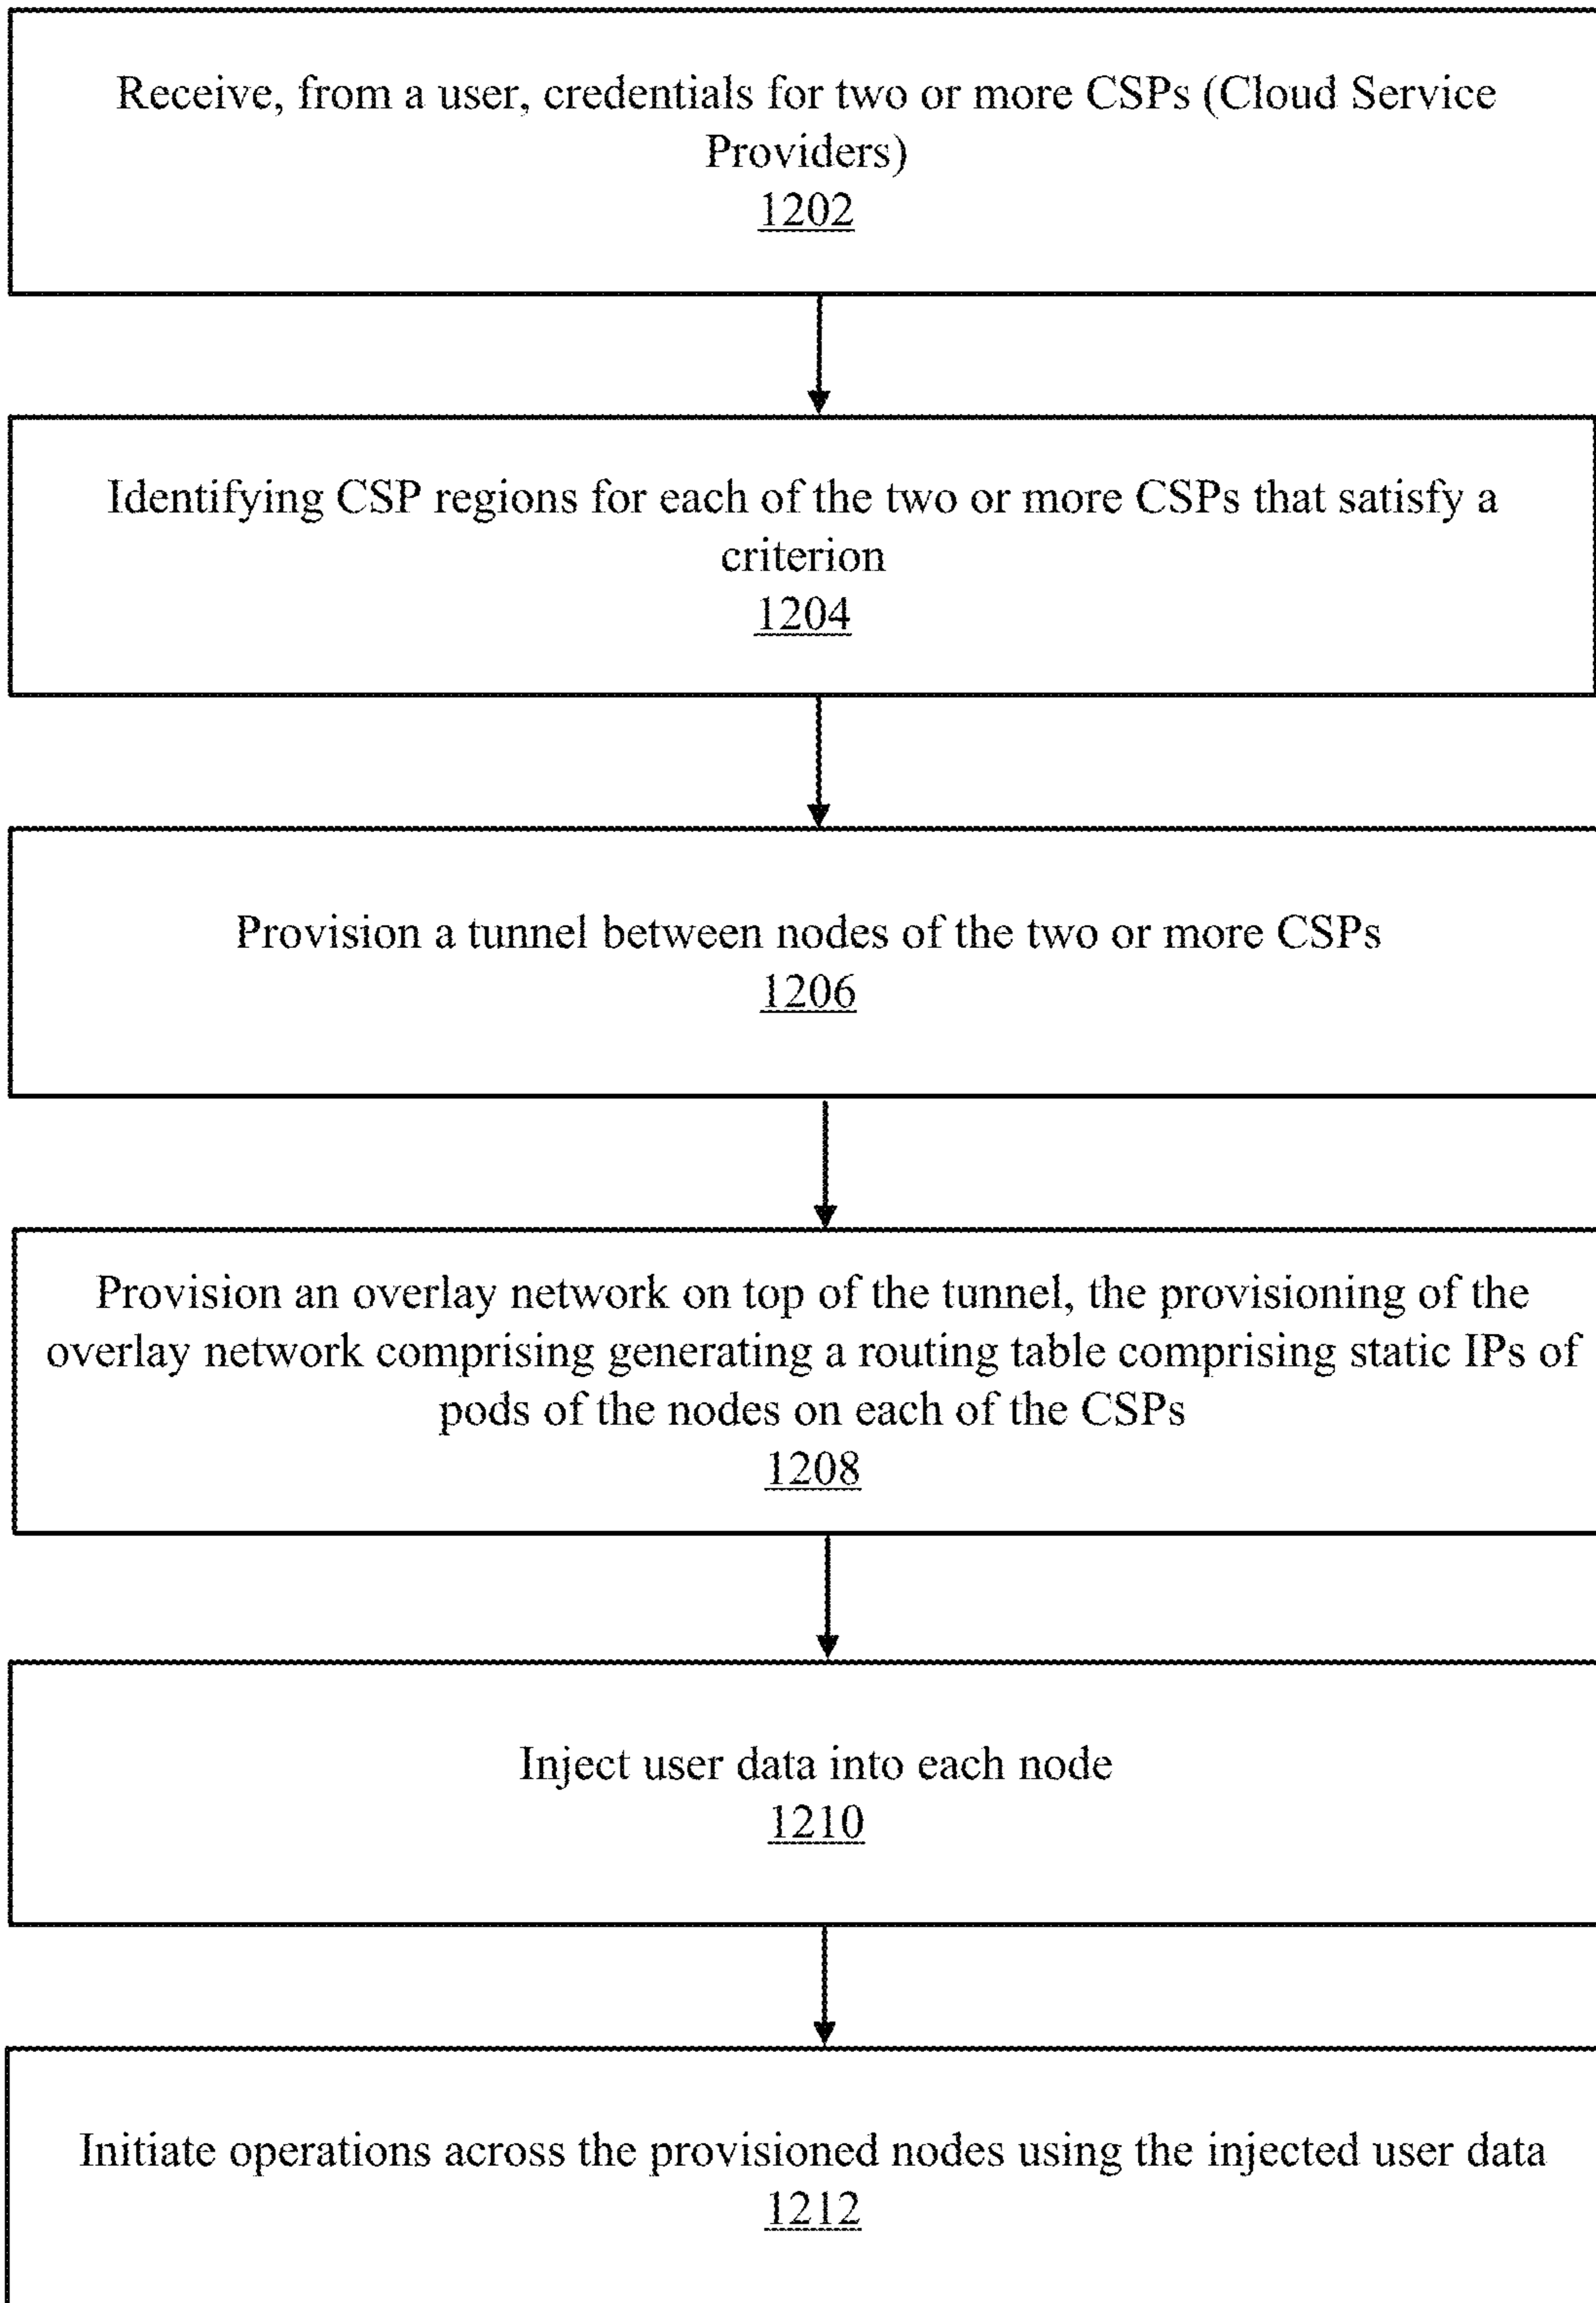 Receive, from a user, credentials for two or more CSPs (Cloud Service
Providers)
1202
Identifying CSP regions for each of the two or more CSPs that satisfy a
criterion
1204
Provision a tunnel between nodes of the two or more CSPs
1206
Provision an overlay network on top of the tunnel, the provisioning of the
overlay network comprising generating a routing table comprising static IPs of
pods of the nodes on each of the CSPs
1208
Inject user data into each node
1210
Initiate operations across the provisioned nodes using the injected user data
1212